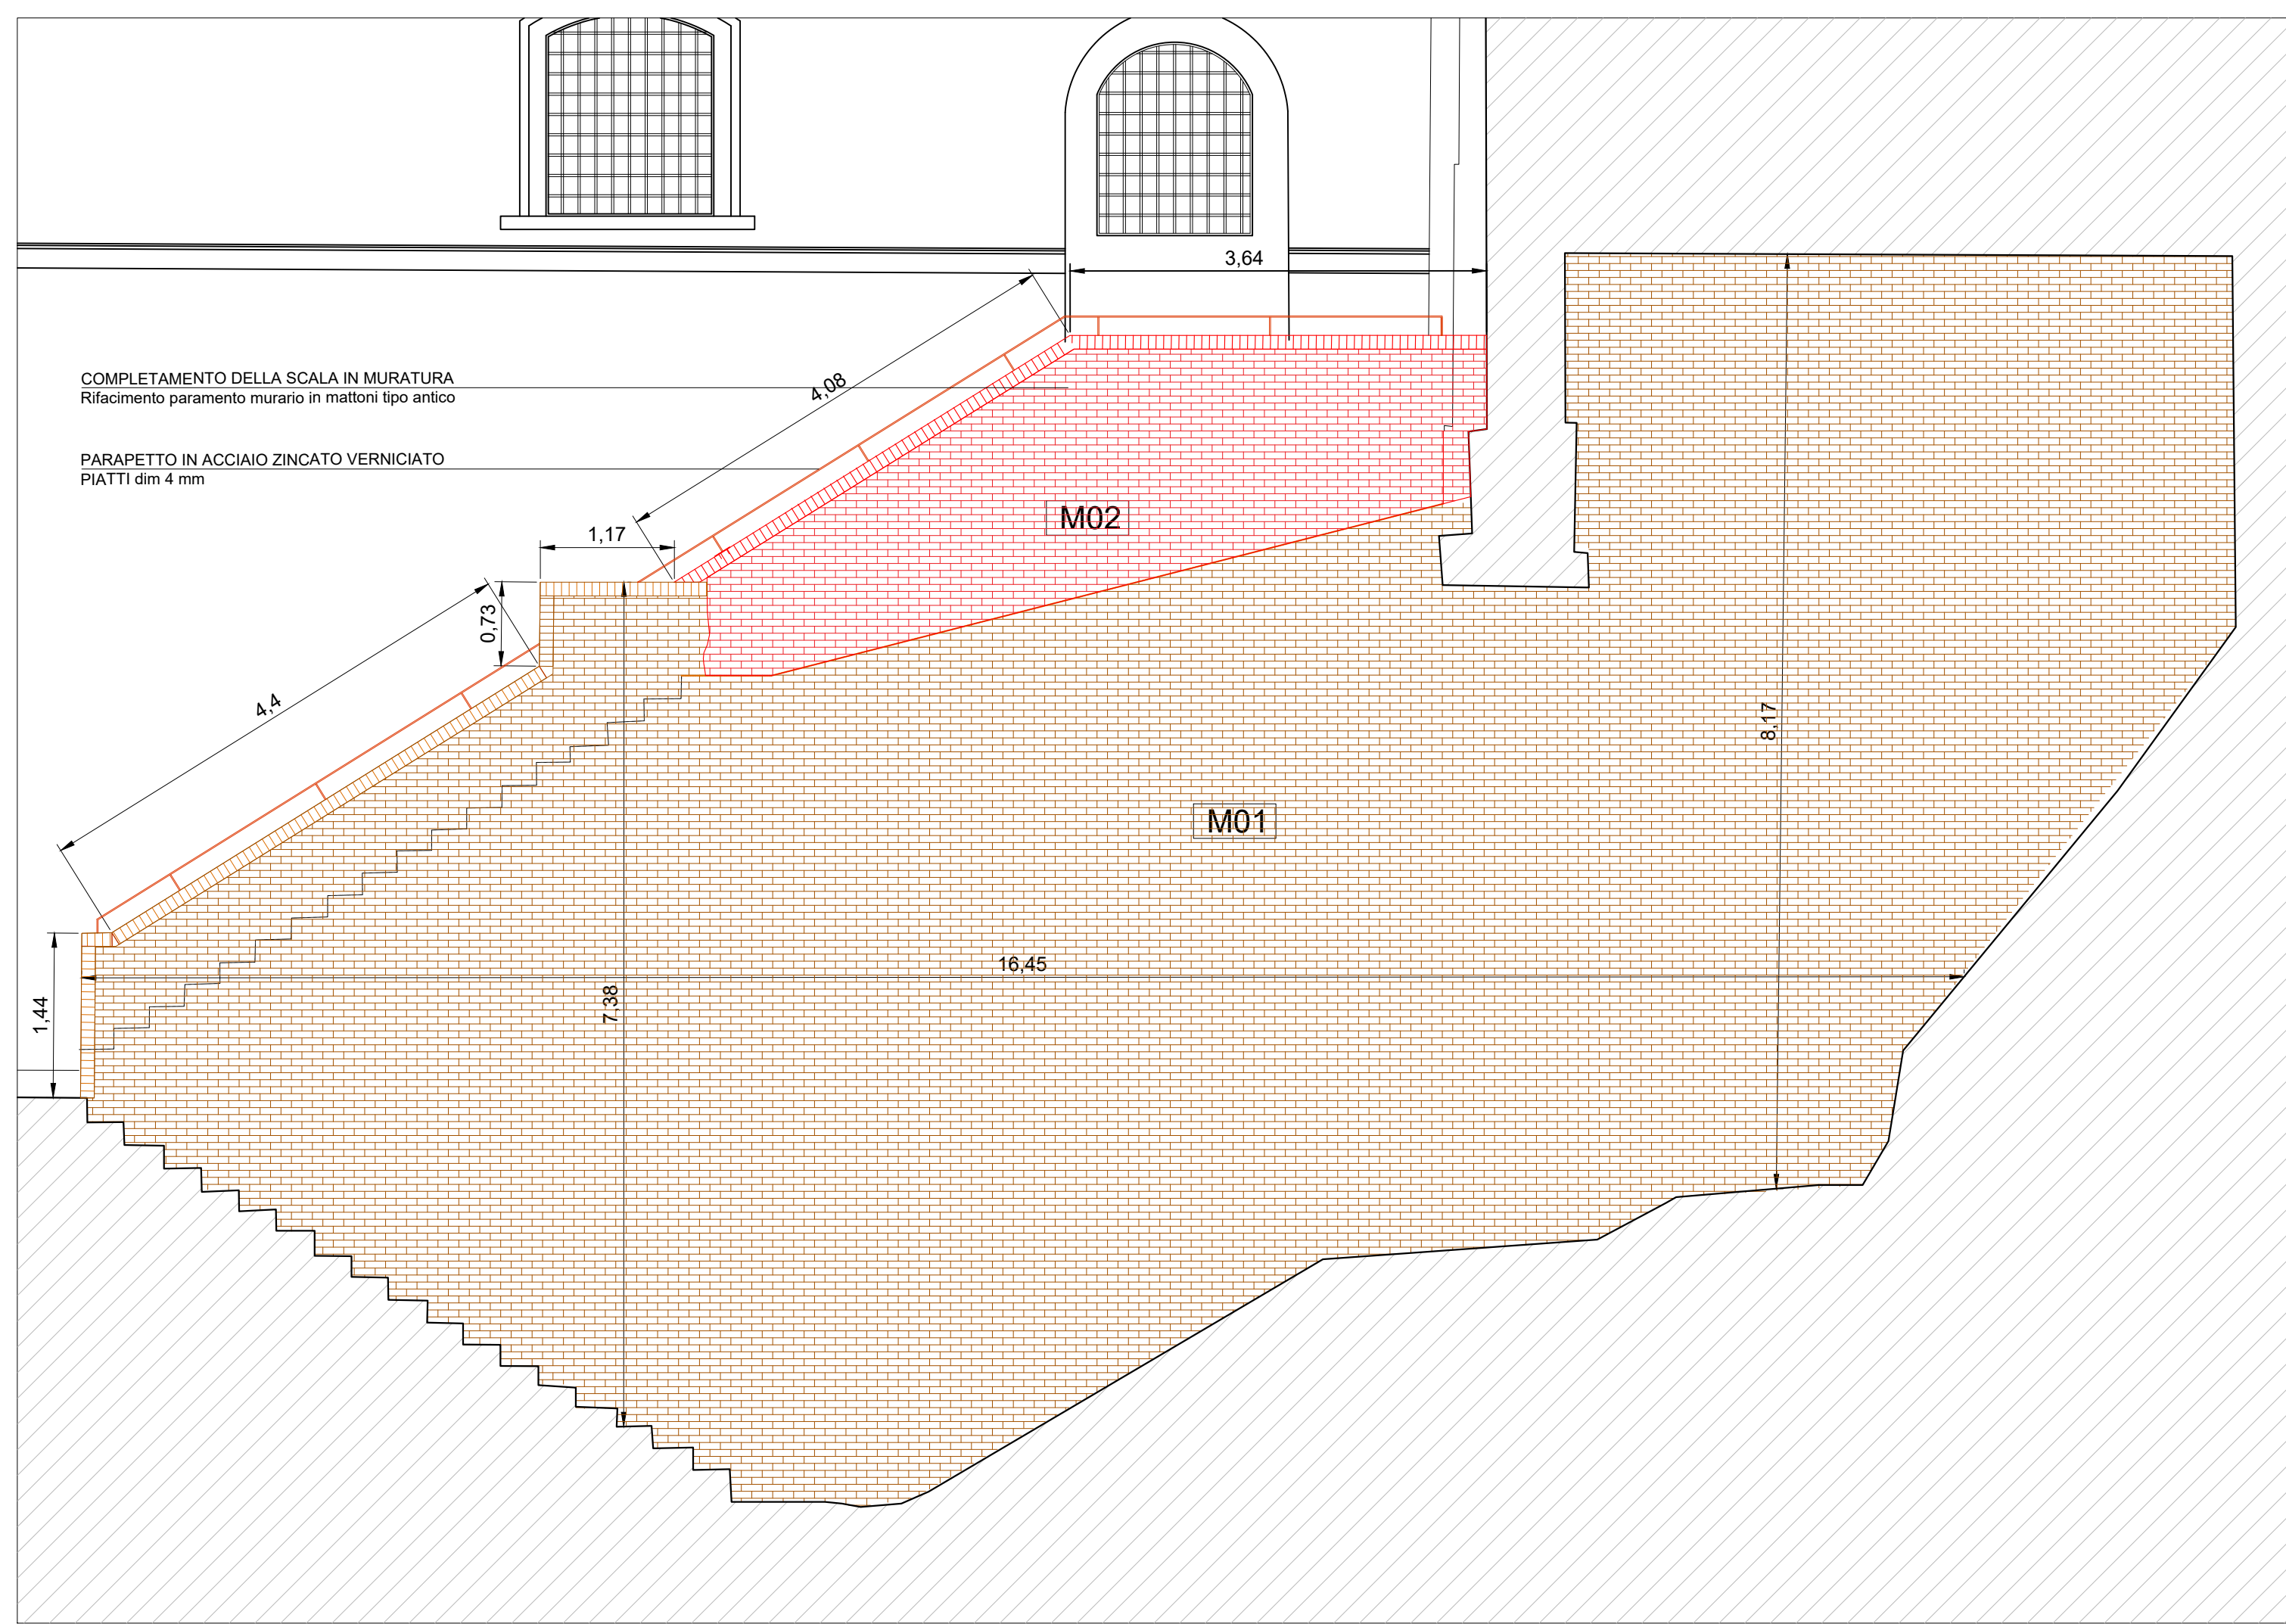 3,64
COMPLETAMENTO DELLA SCALA IN MURATURA
Rifacimento paramento murario in mattoni tipo antico
4,08
PARAPETTO IN ACCIAIO ZINCATO VERNICIATO
PIATTI dim 4 mm
M02
1,17
0,73
4,4
8,17
M01
16,45
7,38
1,44